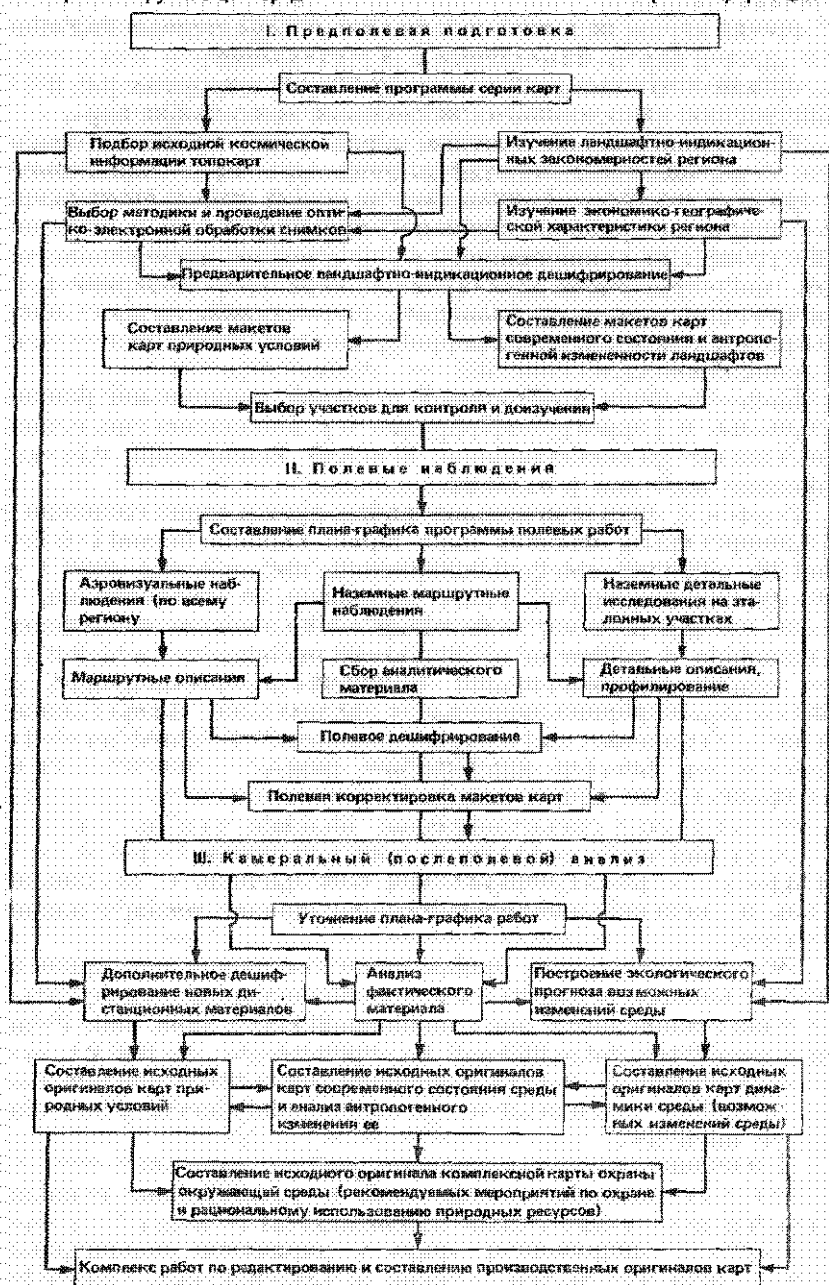 I. Предполевая подготовка
Составление программы серии карт
Подбор исходной космической
информации топокарт
Изучение ландшафтно-индикацион-
ных закономерностей региона
Выбор методики и проведение опти-
ко-электронной обработки снимков
Изучение экономико-географиче-
ской характеристики региона
Предварительное ландшафтно-индикационное дешифрирование
Составление макетов
карт природных условий
Составление макетов карт
современного состояния и антропо-
генной измененности ландшафтов
Выбор участков для контроля и доизучения
II. Полевые наблюдений
Составление плана-графика программы полевых работ
Аэровизуальные наб-
людения (по всему
региону
Наземные маршрутные
наблюдения
Наземные детальные
исследования на эта-
лонных участках
Маршрутные описания
Сбор аналитического
материала
Детальные описания,
профилирование
Полевое дешифрирование
Полевая корректировка макетов карт
III. Камеральный (послеполевой) анализ
Уточнение плана-графика работ
Дополнительное дешиф-
рирование новых ди-
станционных материалов
Анализ
фактического
материала
Построение экологического
прогноза возможных
изменений среды
Составление исходных
оригиналов карт при-
родных условий
Составление исходных оригиналов
карт современного состояния среды
и анализ антропогенного
изменения ее
Составление исходных
оригиналов карт дина-
мики среды (возмож-
ных изменений среды)
Составление исходного оригинала комплексной карты охраны
окружающей среды (рекомендуемых мероприятий по охране
и рациональному использованию природных ресурсов)
Комплекс работ по редактированию и составлению производственных оригиналов карт